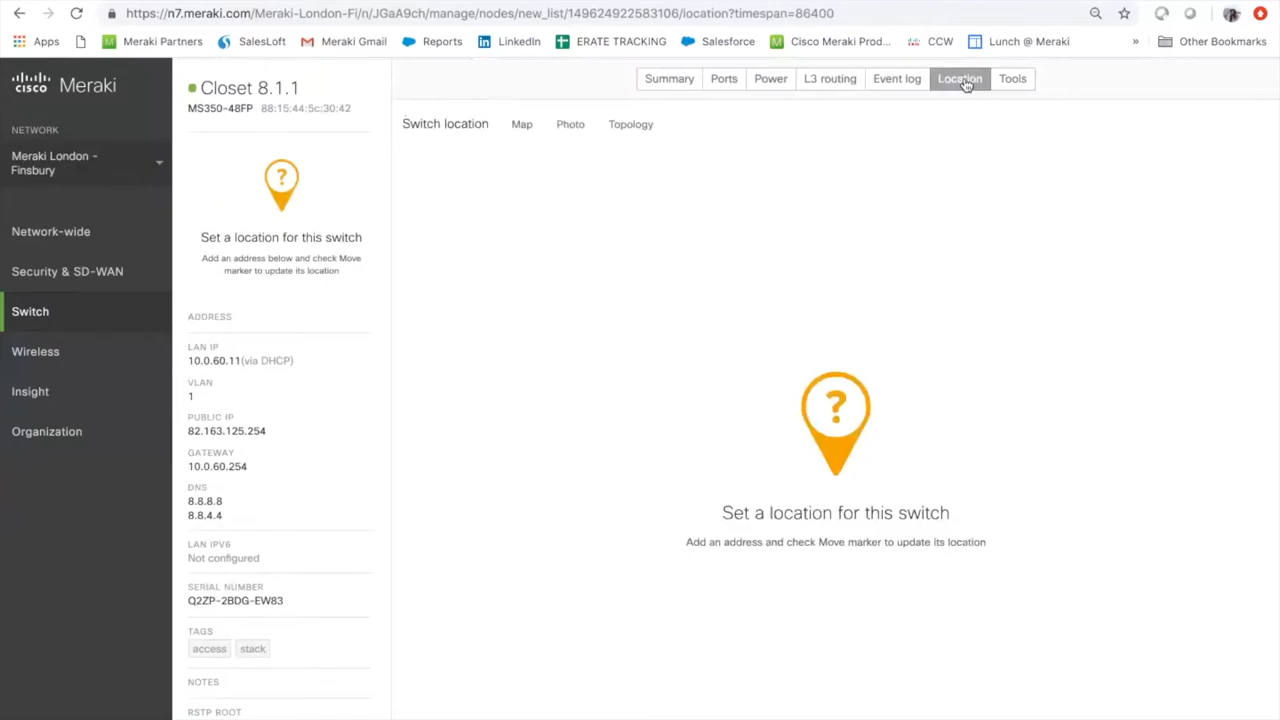 https://n7.meraki.com/Meraki-London-Fi/n/JGaA9ch/manage/nodes/new_list/149624922583106/location?timespan=86400
Apps Meraki Partners SalesLoft Meraki Gmail Reports LinkedIn ERATE TRACKING Salesforce Cisco Meraki Prod... CCW Lunch @ Meraki » Other Bookmarks
cisco Meraki
NETWORK
Meraki London -
Finsbury
Network-wide
Security & SD-WAN
Switch
Wireless
Insight
Organization
Closet 8.1.1
MS350-48FP 88:15:44:5c:30:42
?
Set a location for this switch
Add an address below and check Move
marker to update its location
ADDRESS
LAN IP
10.0.60.11(via DHCP)
VLAN
1
PUBLIC IP
82.163.125.254
GATEWAY
10.0.60.254
DNS
8.8.8.8
8.8.4.4
LAN IPV6
Not configured
SERIAL NUMBER
Q2ZP-2BDG-EW83
TAGS
access stack
NOTES
RSTP ROOT
Summary Ports Power L3 routing Event log Location Tools
Switch location Map Photo Topology
?
Set a location for this switch
Add an address and check Move marker to update its location